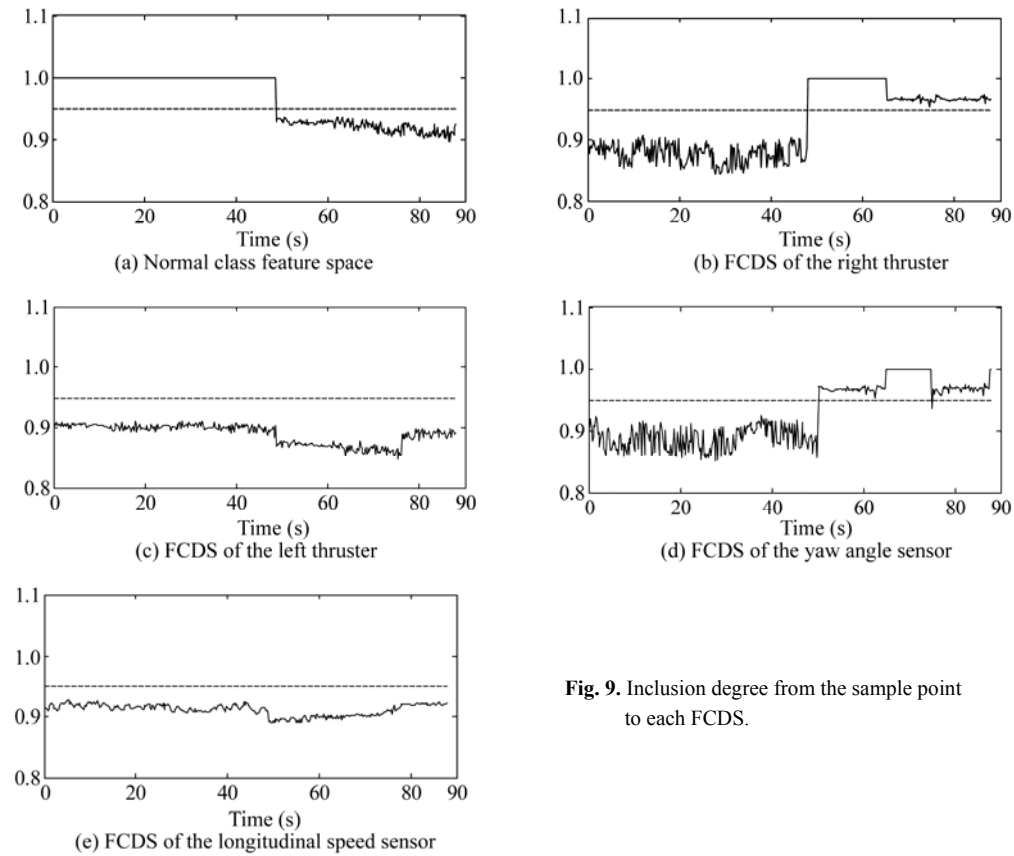 1.1
1.0
0.9
0.8
0 20 40 60 80 90
Time (s)
(a) Normal class feature space
1.1
1.0
0.9
0.8
0 20 40 60 80 90
Time (s)
(b) FCDS of the right thruster
1.1
1.0
0.9
0.8
0 20 40 60 80 90
Time (s)
(c) FCDS of the left thruster
1.1
1.0
0.9
0.8
0 20 40 60 80 90
Time (s)
(d) FCDS of the yaw angle sensor
1.1
1.0
0.9
0.8
0 20 40 60 80 90
Time (s)
(e) FCDS of the longitudinal speed sensor
Fig. 9. Inclusion degree from the sample point
to each FCDS.